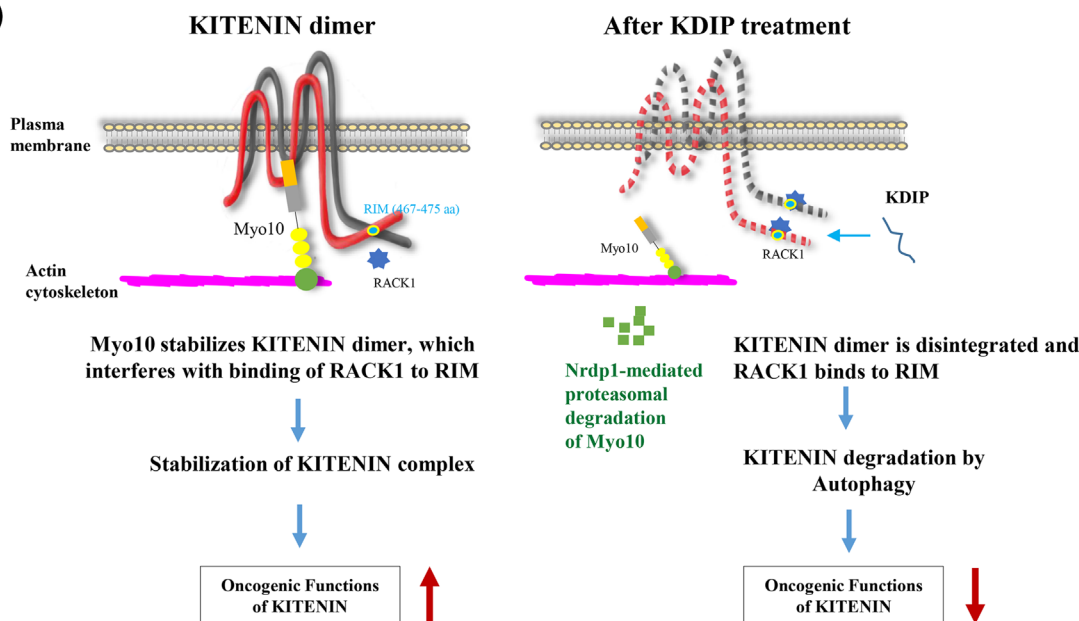 )
KITENIN dimer
After KDIP treatment
Plasma
membrane
RIM (467-475 aa)
Myo10
RACK1
Actin
cytoskeleton
KDIP
Myo10
RACK1
Myo10 stabilizes KITENIN dimer, which
interferes with binding of RACK1 to RIM
Stabilization of KITENIN complex
Oncogenic Functions
of KITENIN
Nrdp1-mediated
proteasomal
degradation
of Myo10
KITENIN dimer is disintegrated and
RACK1 binds to RIM
KITENIN degradation by
Autophagy
Oncogenic Functions
of KITENIN